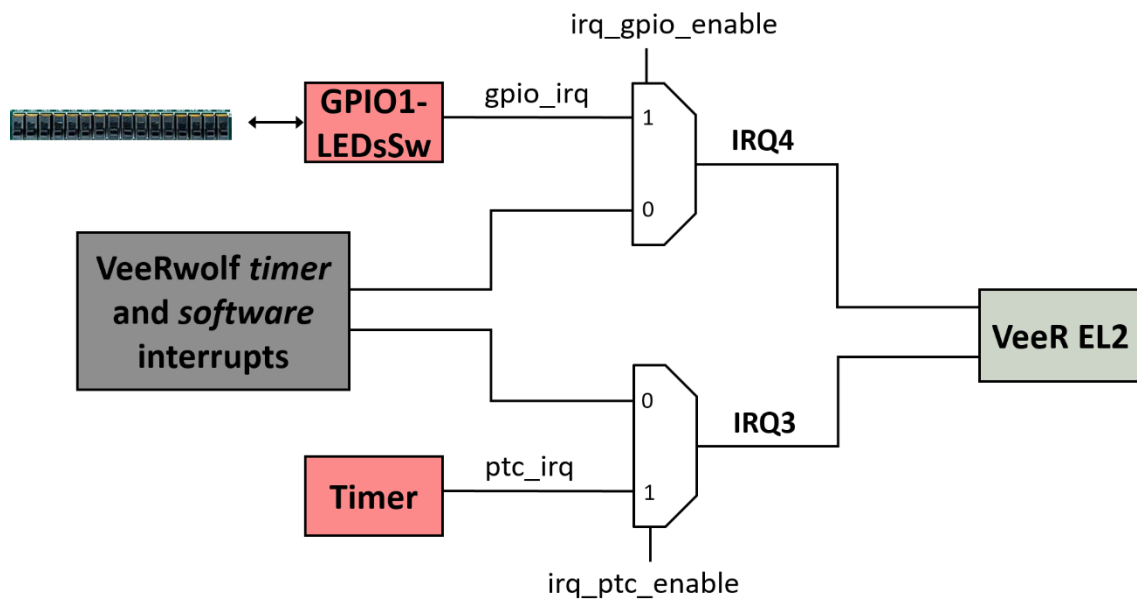 irq_gpio_enable
GPIO1-
LEDsSw
gpio_irq
1
IRQ4
0
VeeRwolf timer
and software
interrupts
VeeR EL2
0
IRQ3
Timer
ptc_irq
1
irq_ptc_enable